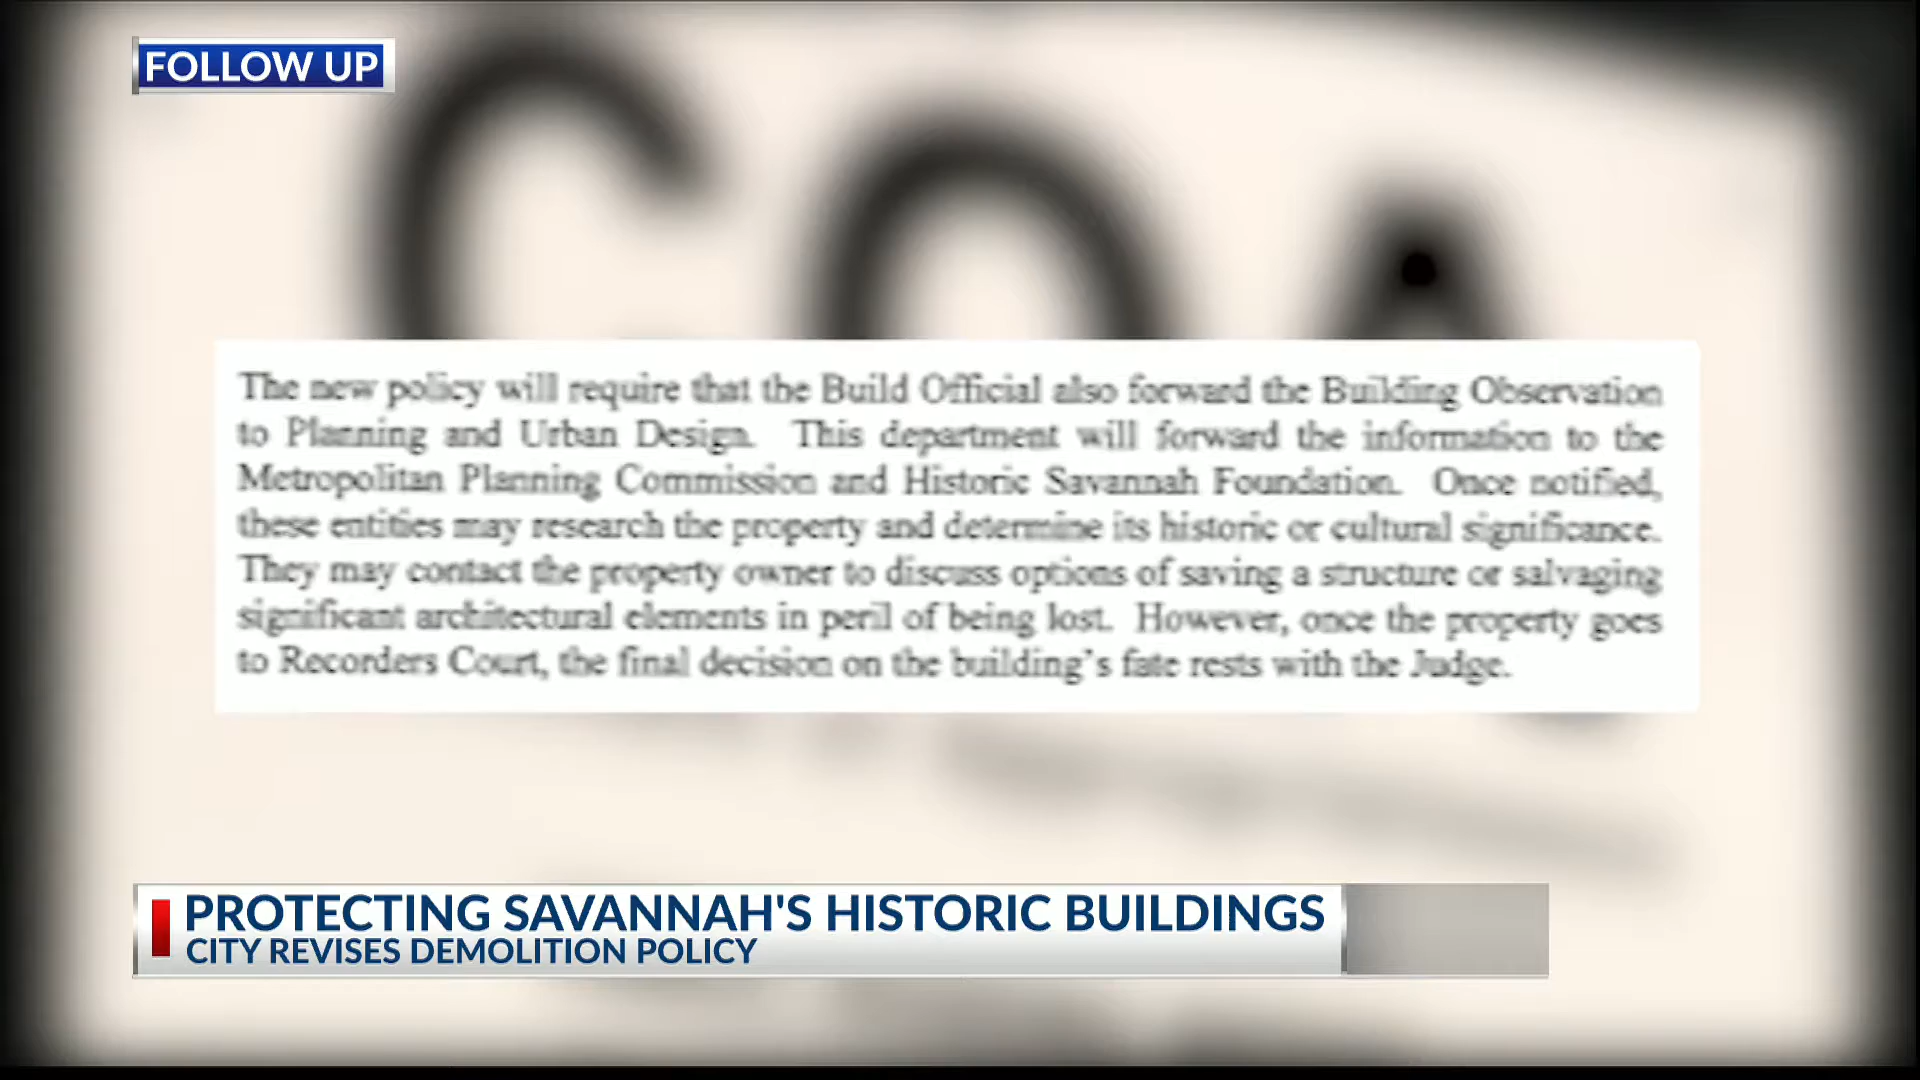 FOLLOW UP
The new policy will require that the Build Official also forward the Building Observation
to Planning and Urban Design. This department will forward the information to the
Metropolitan Planning Commission and Historic Savannah Foundation. Once notified,
these entities may research the property and determine its historic or cultural significance.
They may contact the property owner to discuss options of saving a structure or salvaging
significant architectural elements in peril of being lost. However, once the property goes
to Recorders Court, the final decision on the building's fate rests with the Judge.
PROTECTING SAVANNAH'S HISTORIC BUILDINGS
CITY REVISES DEMOLITION POLICY